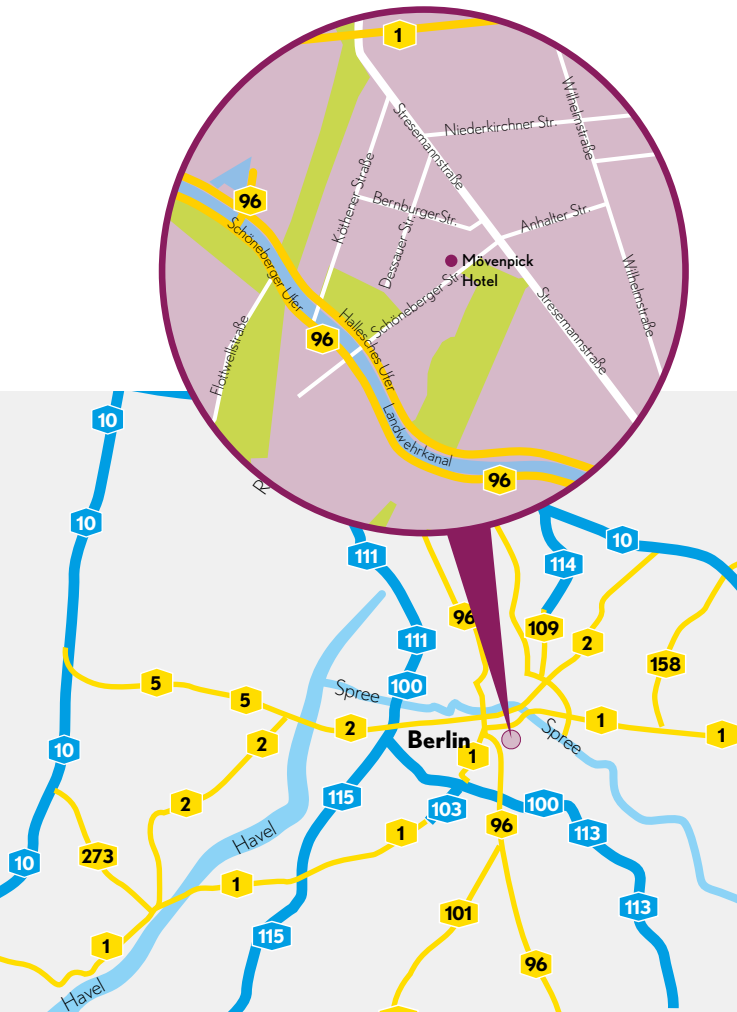 1
Wilhelmstraße
Stresemannstraße
Niederkirchner Str.
Köthener Straße
96
Bernburger Str.
Anhalter Str.
Dessauer Str.
Schöneberger Ufer
Mövenpick
Hotel
Schöneberger Str.
Wilhelmstraße
Stresemannstraße
Hallesches Ufer
96
Flottwellstraße
Landwehrkanal
96
10
10
111
10
114
96
109
111
2
158
100
5
5
Spree
2
1
1
Spree
Berlin
2
1
10
115
2
103
100
96
113
1
Havel
273
10
1
101
113
115
1
96
Havel